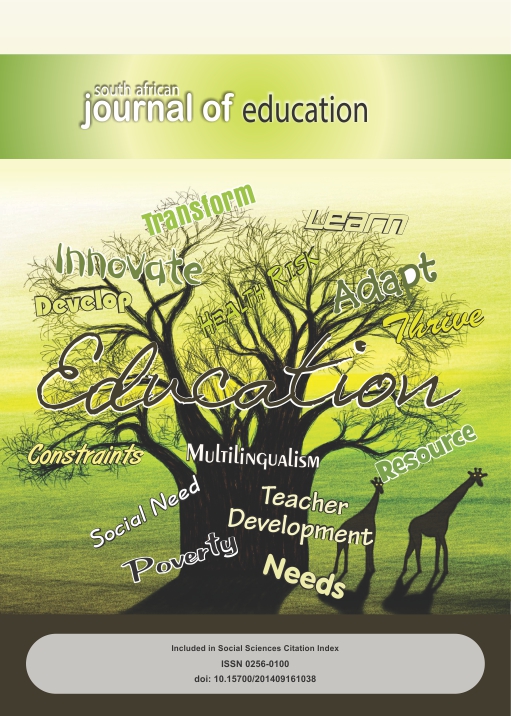 south african
journal of education
Transform
Learn
Innovate
HEALTH RISK
Adapt
Develop
Thrive
Education
Constraints
Multilingualism
Resource
Social Need
Teacher
Development
Poverty
Needs
Included in Social Sciences Citation Index
ISSN 0256-0100
doi: 10.15700/201409161038